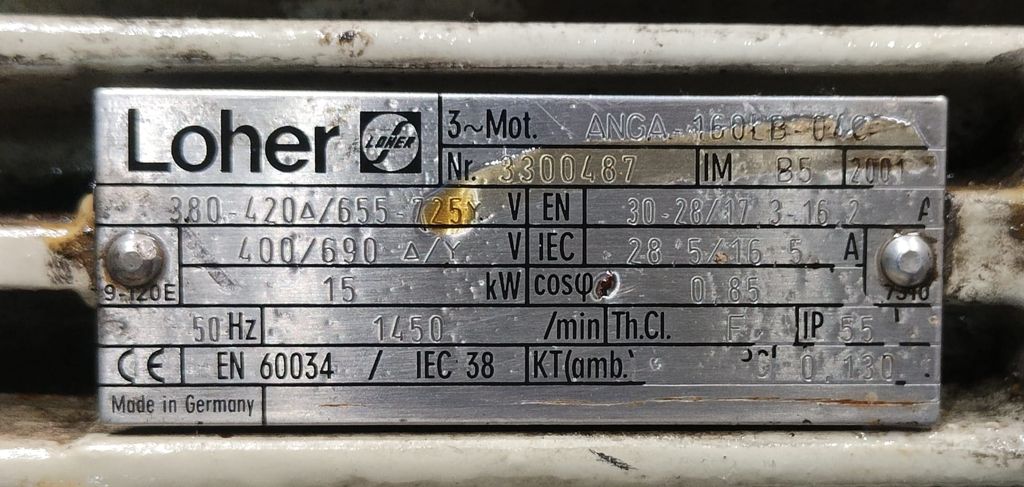 Loher LOHER 3~Mot. ANGA-160LB-04C
Nr. 3300487 IM B5 2001
380-420Δ/655-725Y V EN 30-28/17,3-16,2 A
400/690 Δ/Y V IEC 28,5/16,5 A
9-120E 15 kW cosφ 0,85
50 Hz 1450 /min Th.Cl. F IP 55
CE EN 60034 / IEC 38 KT(amb. 0,130
Made in Germany